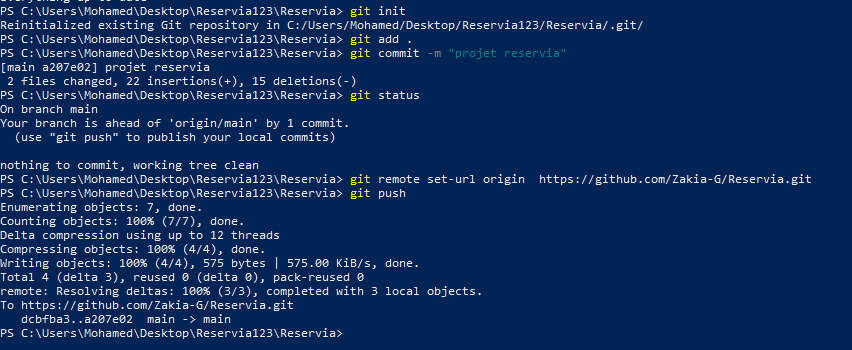 PS C:\Users\Mohamed\Desktop\Reservia123\Reservia> git init
Reinitialized existing Git repository in C:/Users/Mohamed/Desktop/Reservia123/Reservia/.git/
PS C:\Users\Mohamed\Desktop\Reservia123\Reservia> git add .
PS C:\Users\Mohamed\Desktop\Reservia123\Reservia> git commit -m "projet reservia"
[main a207e02] projet reservia
 2 files changed, 22 insertions(+), 15 deletions(-)
PS C:\Users\Mohamed\Desktop\Reservia123\Reservia> git status
On branch main
Your branch is ahead of 'origin/main' by 1 commit.
  (use "git push" to publish your local commits)

nothing to commit, working tree clean
PS C:\Users\Mohamed\Desktop\Reservia123\Reservia> git remote set-url origin  https://github.com/Zakia-G/Reservia.git
PS C:\Users\Mohamed\Desktop\Reservia123\Reservia> git push
Enumerating objects: 7, done.
Counting objects: 100% (7/7), done.
Delta compression using up to 12 threads
Compressing objects: 100% (4/4), done.
Writing objects: 100% (4/4), 575 bytes | 575.00 KiB/s, done.
Total 4 (delta 3), reused 0 (delta 0), pack-reused 0
remote: Resolving deltas: 100% (3/3), completed with 3 local objects.
To https://github.com/Zakia-G/Reservia.git
   dcbfba3..a207e02  main -> main
PS C:\Users\Mohamed\Desktop\Reservia123\Reservia>